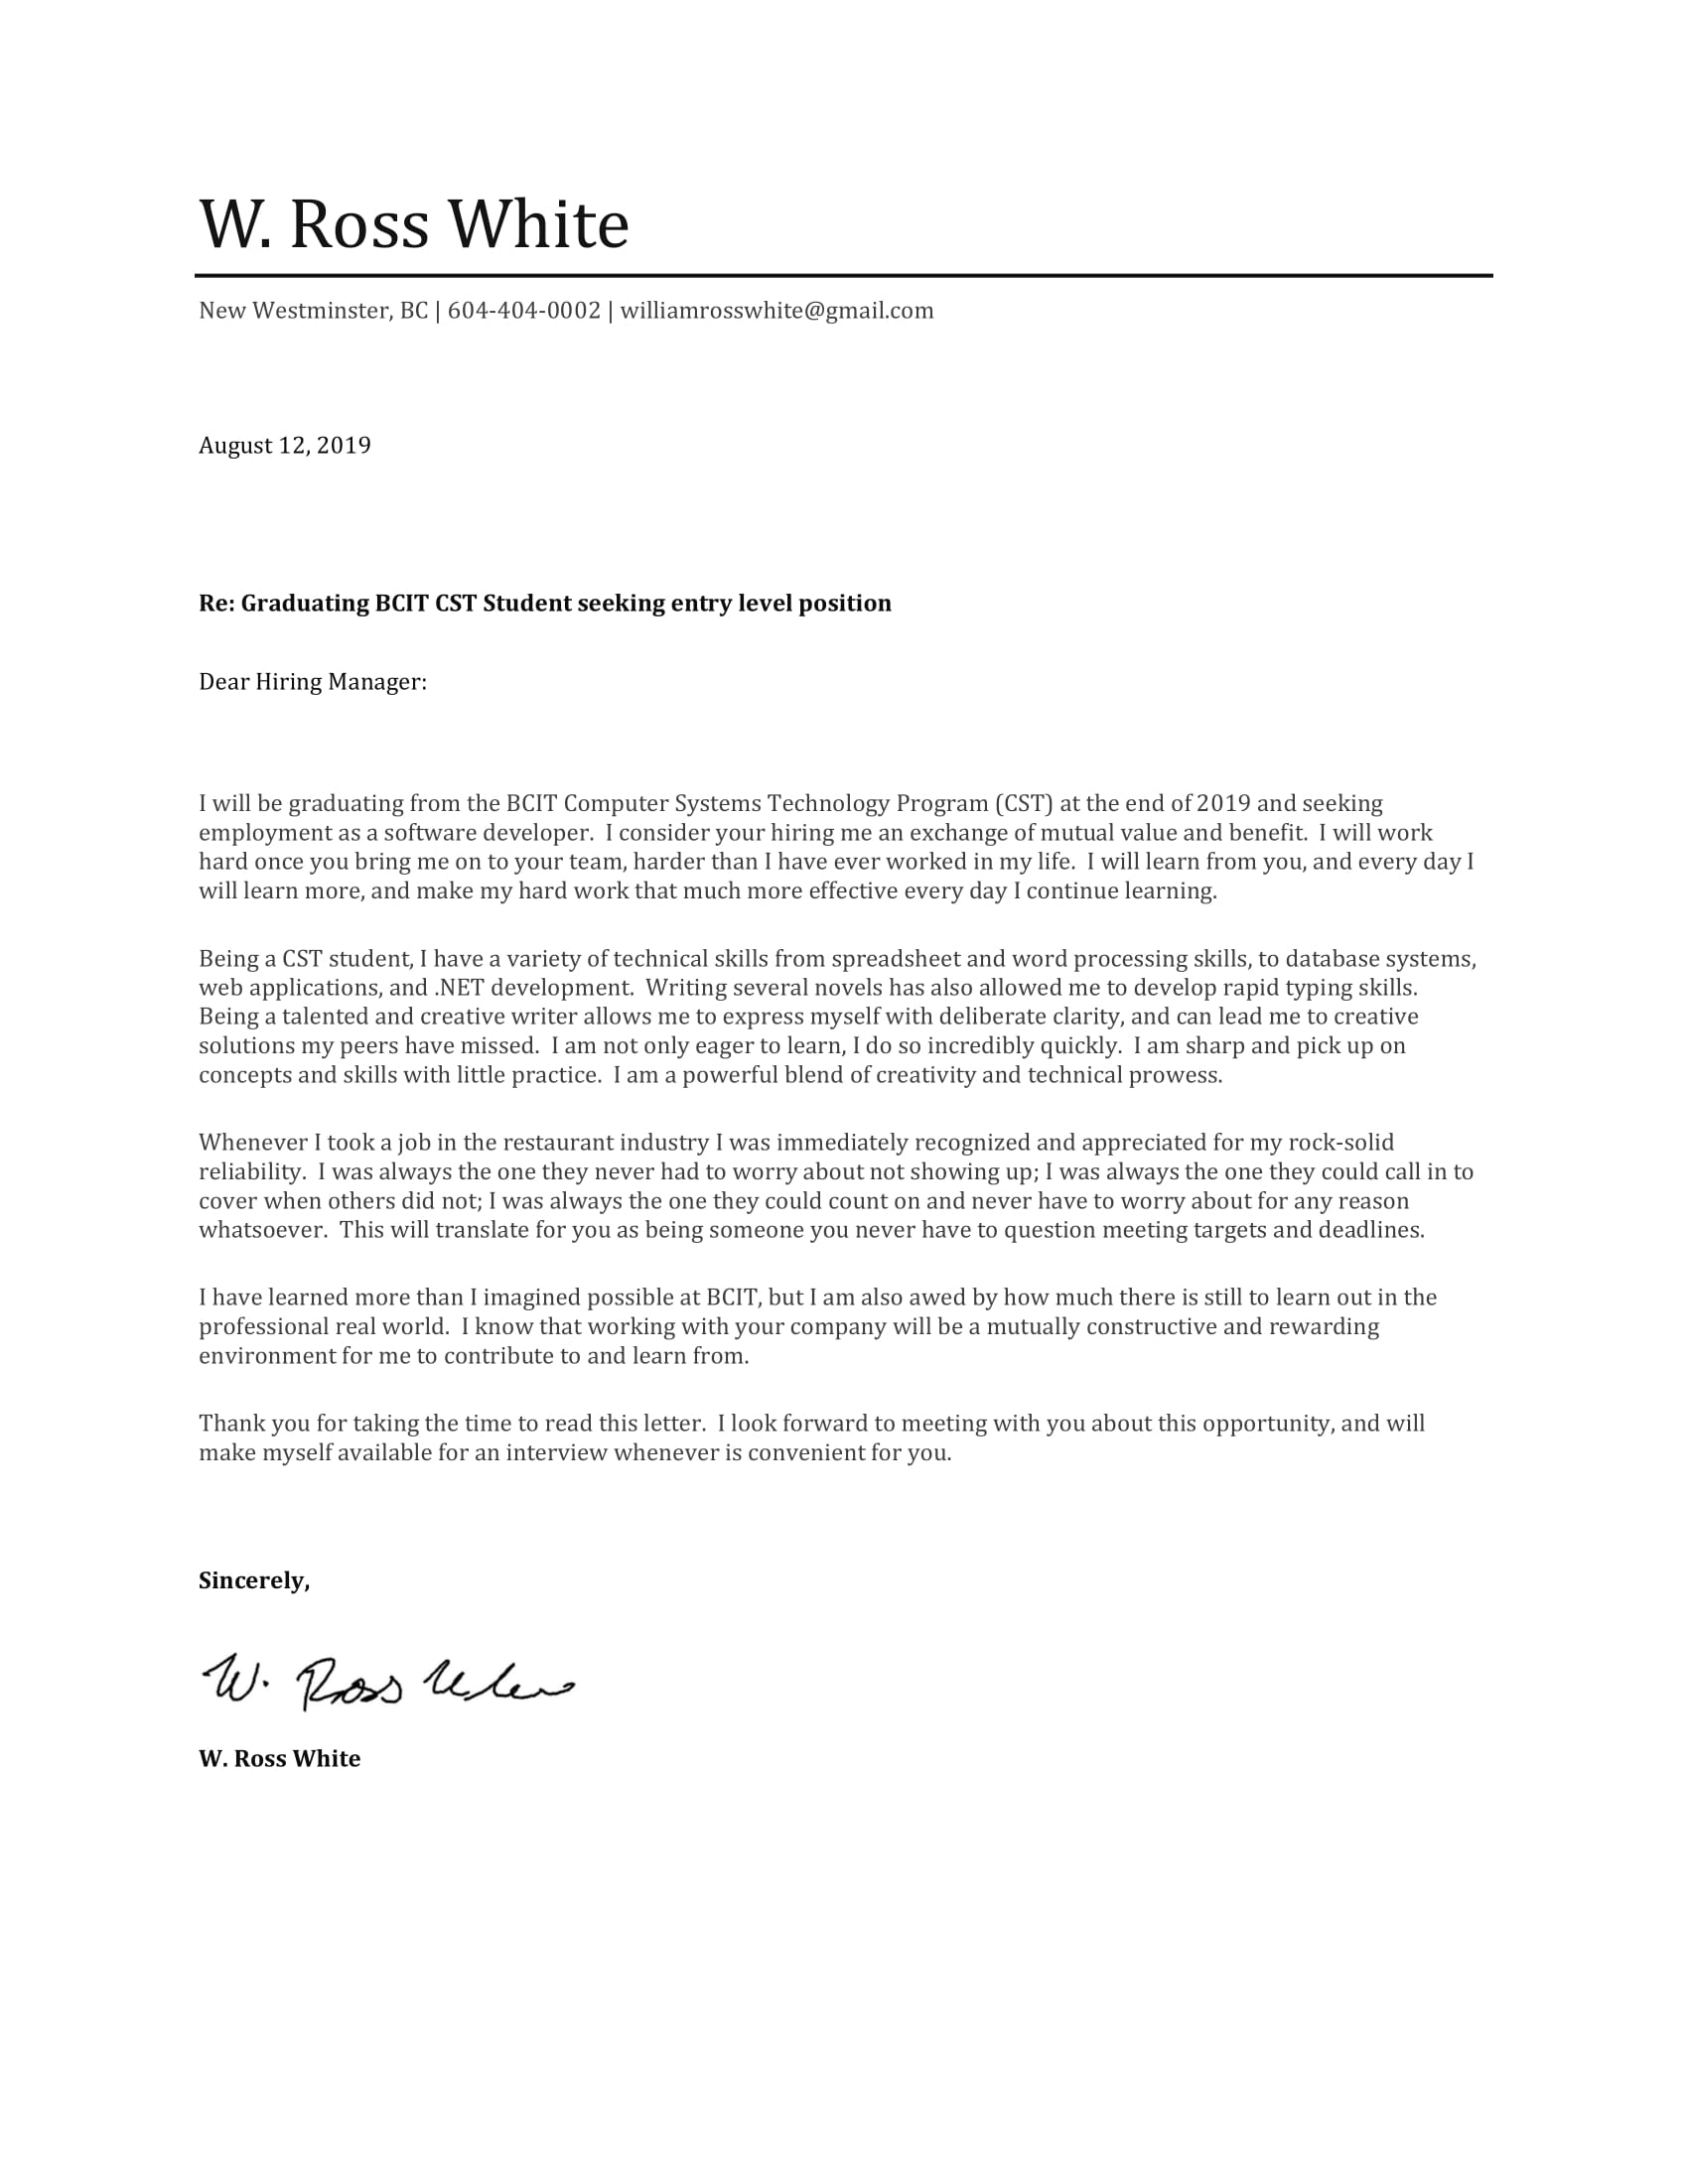 W. Ross White
New Westminster, BC | 604-404-0002 | williamrosswhite@gmail.com
August 12, 2019
Re: Graduating BCIT CST Student seeking entry level position
Dear Hiring Manager:
I will be graduating from the BCIT Computer Systems Technology Program (CST) at the end of 2019 and seeking
employment as a software developer.  I consider your hiring me an exchange of mutual value and benefit.  I will work
hard once you bring me on to your team, harder than I have ever worked in my life.  I will learn from you, and every day I
will learn more, and make my hard work that much more effective every day I continue learning.
Being a CST student, I have a variety of technical skills from spreadsheet and word processing skills, to database systems,
web applications, and .NET development.  Writing several novels has also allowed me to develop rapid typing skills.
Being a talented and creative writer allows me to express myself with deliberate clarity, and can lead me to creative
solutions my peers have missed.  I am not only eager to learn, I do so incredibly quickly.  I am sharp and pick up on
concepts and skills with little practice.  I am a powerful blend of creativity and technical prowess.
Whenever I took a job in the restaurant industry I was immediately recognized and appreciated for my rock-solid
reliability.  I was always the one they never had to worry about not showing up; I was always the one they could call in to
cover when others did not; I was always the one they could count on and never have to worry about for any reason
whatsoever.  This will translate for you as being someone you never have to question meeting targets and deadlines.
I have learned more than I imagined possible at BCIT, but I am also awed by how much there is still to learn out in the
professional real world.  I know that working with your company will be a mutually constructive and rewarding
environment for me to contribute to and learn from.
Thank you for taking the time to read this letter.  I look forward to meeting with you about this opportunity, and will
make myself available for an interview whenever is convenient for you.
Sincerely,
W. Ross White
W. Ross White